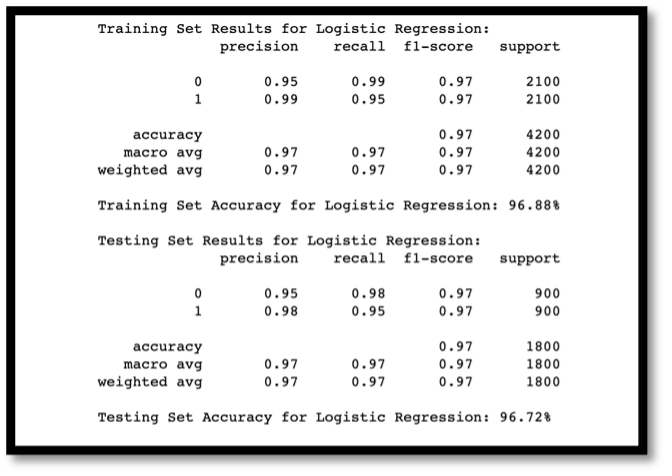 Training Set Results for Logistic Regression:
precision recall f1-score support
0 0.95 0.99 0.97 2100
1 0.99 0.95 0.97 2100
accuracy 0.97 4200
macro avg 0.97 0.97 0.97 4200
weighted avg 0.97 0.97 0.97 4200
Training Set Accuracy for Logistic Regression: 96.88%
Testing Set Results for Logistic Regression:
precision recall f1-score support
0 0.95 0.98 0.97 900
1 0.98 0.95 0.97 900
accuracy 0.97 1800
macro avg 0.97 0.97 0.97 1800
weighted avg 0.97 0.97 0.97 1800
Testing Set Accuracy for Logistic Regression: 96.72%